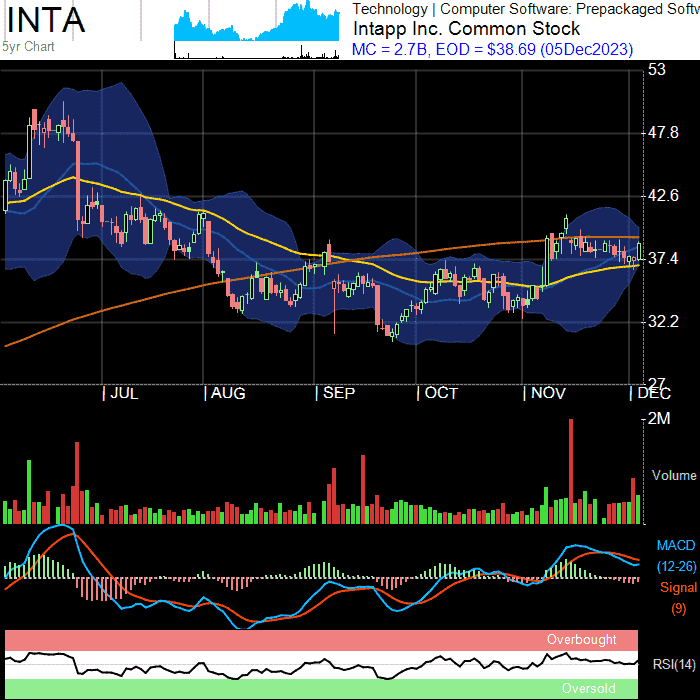 INTA
5yr Chart
Technology | Computer Software: Prepackaged Softw
Intapp Inc. Common Stock
MC = 2.7B, EOD = $38.69 (05Dec2023)
53
47.8
42.6
37.4
32.2
27
| JUL | AUG | SEP | OCT | NOV | DEC
2M
Volume
MACD
(12-26)
Signal
(9)
Overbought
RSI(14)
Oversold